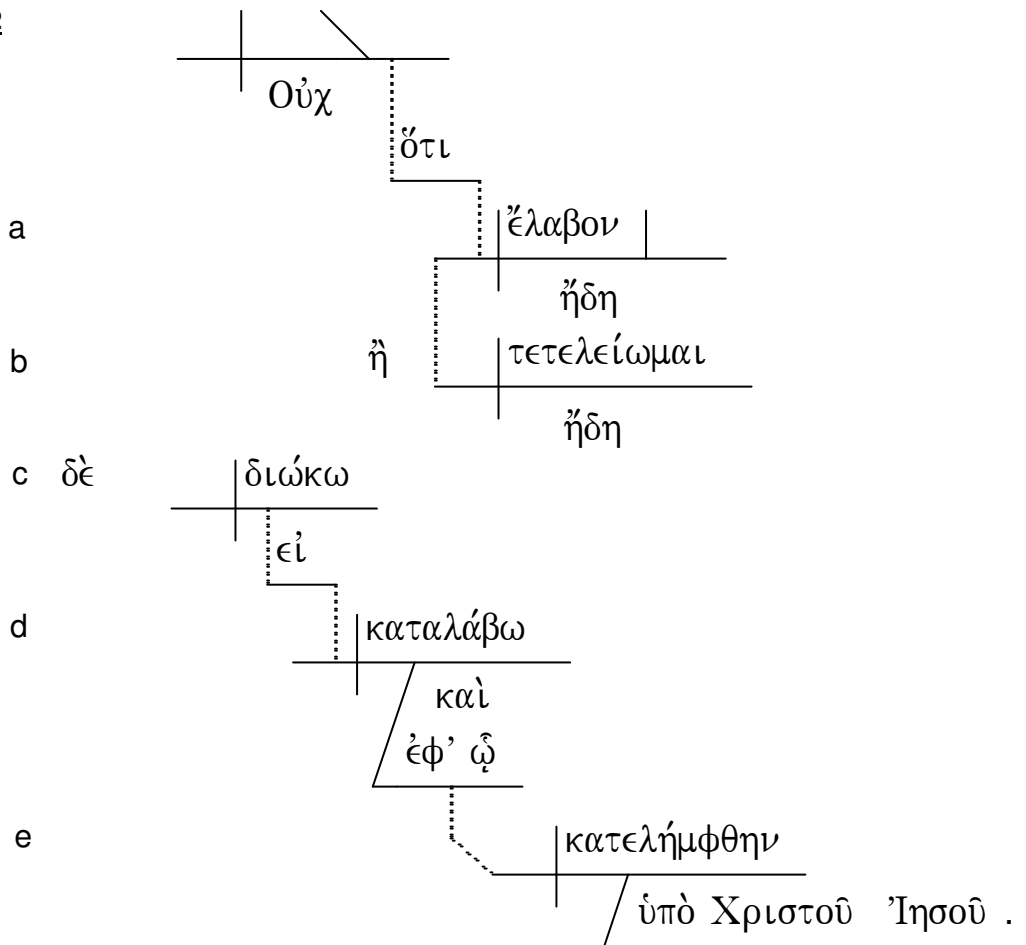 Οὐχ
ὅτι
a ἔλαβον
ἤδη
b ἢ τετελείωμαι
ἤδη
c δὲ διώκω
εἰ
d καταλάβω
καὶ
ἐφ’ ᾧ
e κατελήμφθην
ὑπὸ Χριστοῦ Ἰησοῦ .